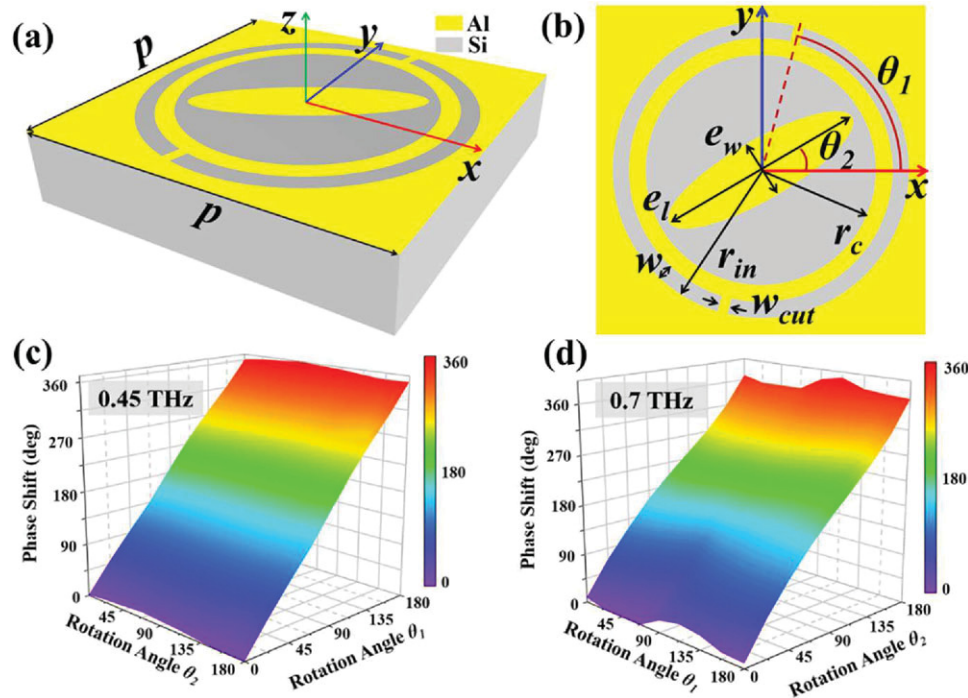 (a)
z
y
Al
Si
p
x
p
(b)
y
θ1
ew
θ2
x
el
rc
rin
w
wcut
(c)
360
0.45 THz
360
270
180
180
90
0
0
Phase Shift (deg)
45
90
135
180
Rotation Angle θ2
0
45
90
135
180
Rotation Angle θ1
(d)
360
0.7 THz
360
270
180
180
90
0
0
Phase Shift (deg)
45
90
135
180
Rotation Angle θ1
0
45
90
135
180
Rotation Angle θ2